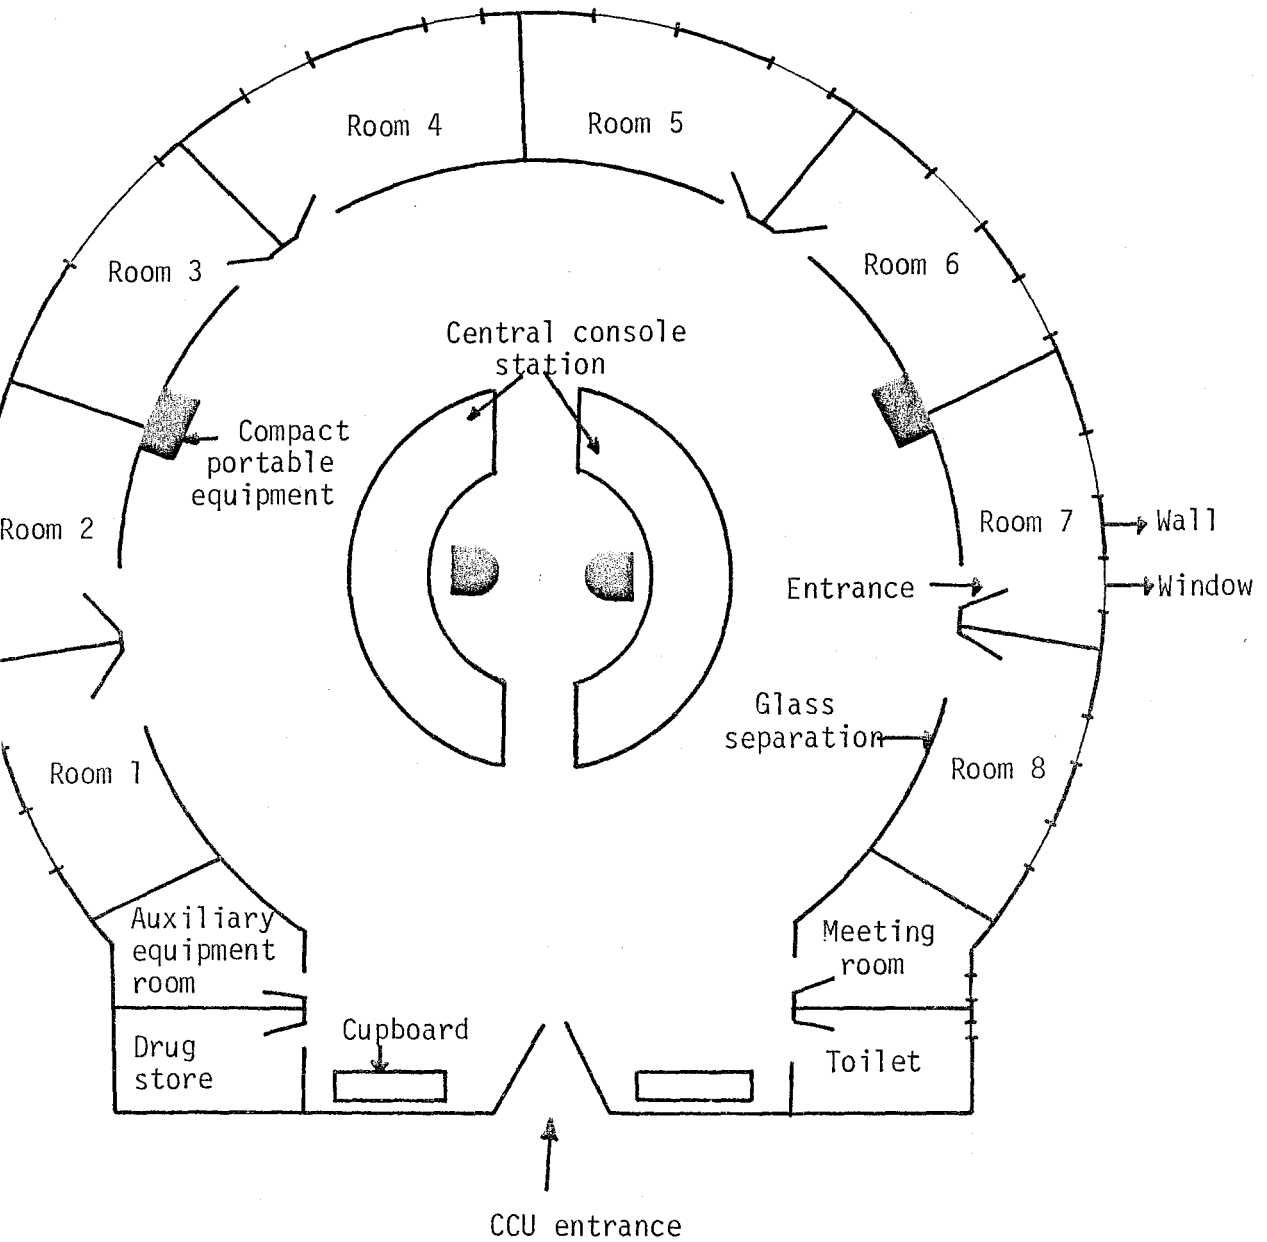 Room 4
Room 5
Room 3
Room 6
Central console
station
Compact
portable
equipment
Room 2
Room 7
Wall
Entrance
Window
Glass
separation
Room 1
Room 8
Auxiliary
equipment
room
Meeting
room
Cupboard
Drug
store
Toilet
CCU entrance